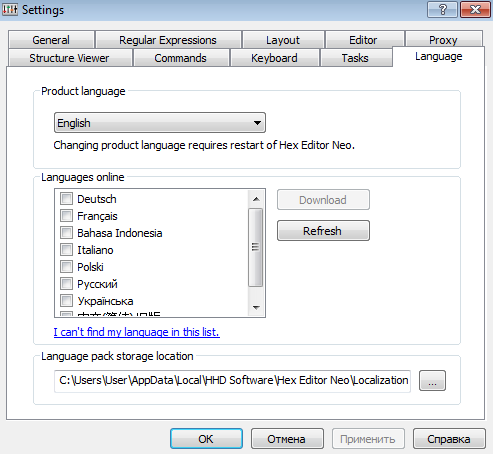 Settings
General Regular Expressions Layout Editor Proxy
Structure Viewer Commands Keyboard Tasks Language
Product language
English
Changing product language requires restart of Hex Editor Neo.
Languages online
Deutsch
Download
Français
Bahasa Indonesia
Refresh
Italiano
Polski
Русский
Українська
I can't find my language in this list.
Language pack storage location
C:\Users\User\AppData\Local\HHD Software\Hex Editor Neo\Localization
...
OK Отмена Применить Справка